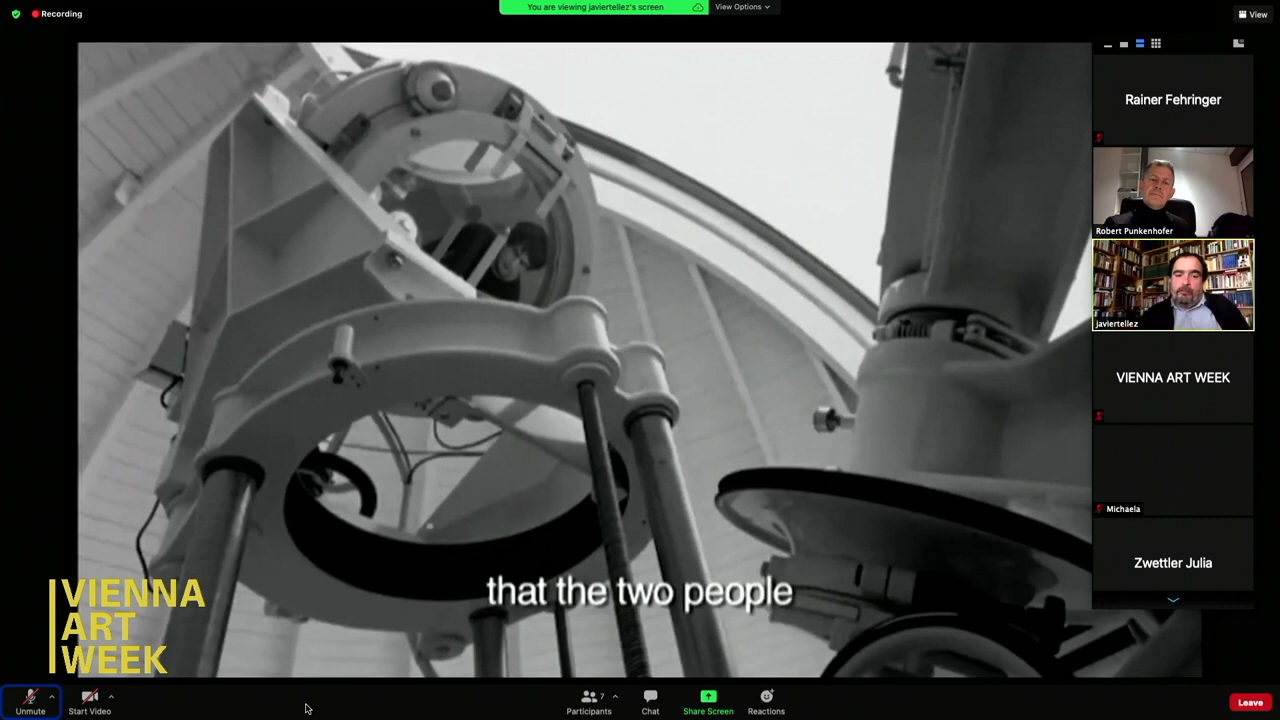 Recording
You are viewing javiertellez's screen
View Options
View
Rainer Fehringer
Robert Punkenhofer
Javiertellez
VIENNA ART WEEK
Michaela
Zwettler Julia
that the two people
VIENNA
ART
WEEK
Unmute
Start Video
Participants
7
Chat
Share Screen
Reactions
Leave